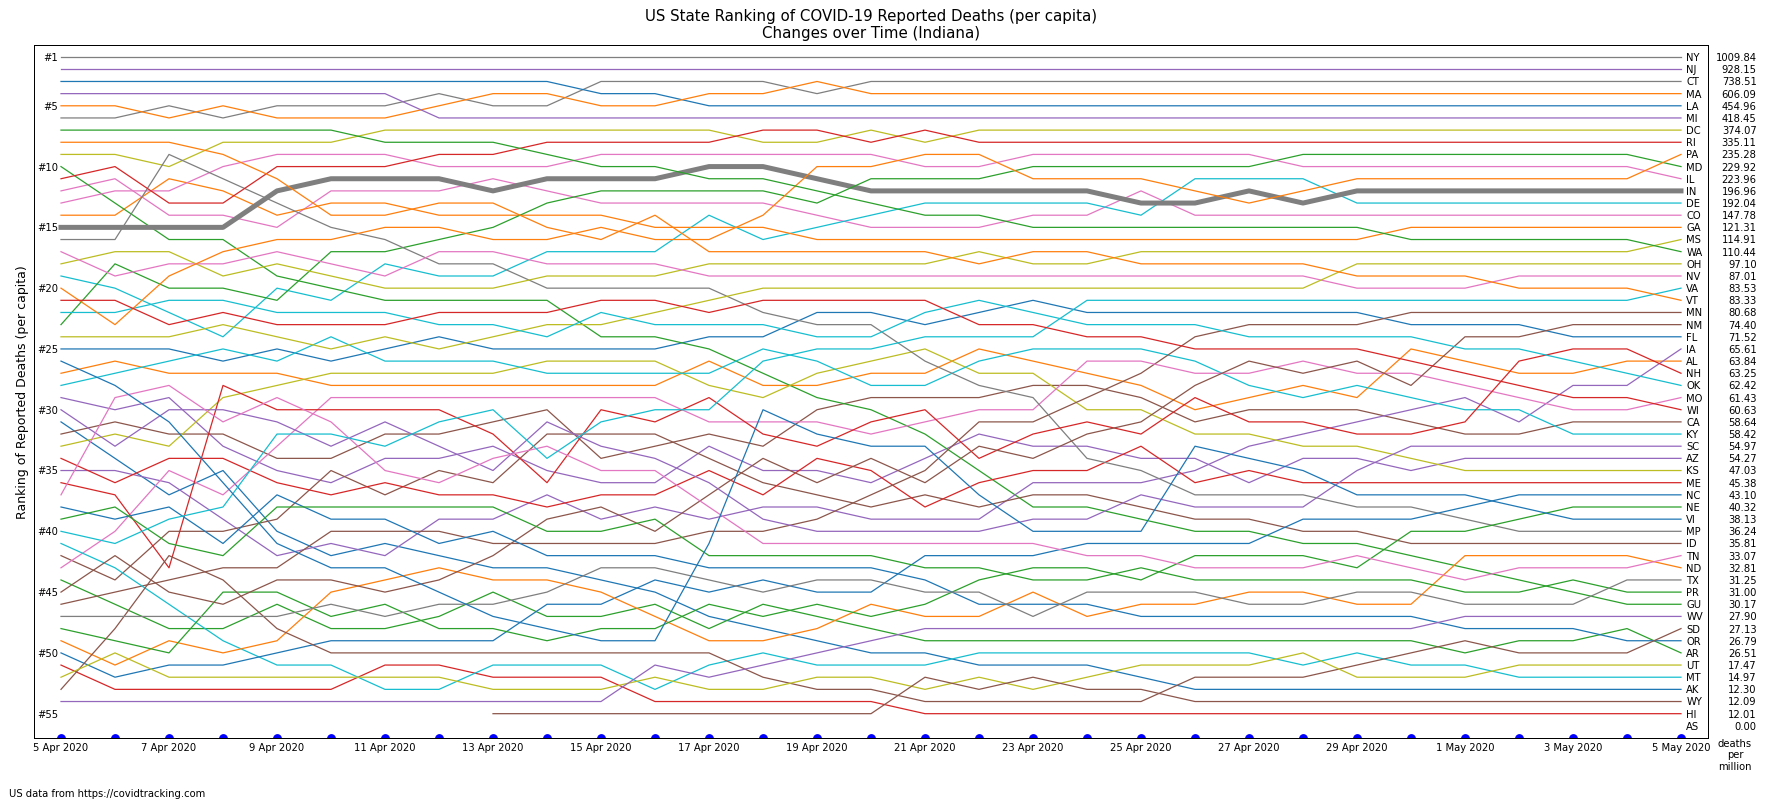 US State Ranking of COVID-19 Reported Deaths (per capita)
Changes over Time (Indiana)
Ranking of Reported Deaths (per capita)
#1
#5
#10
#15
#20
#25
#30
#35
#40
#45
#50
#55
NY 1009.84
NJ 928.15
CT 738.51
MA 606.09
LA 454.96
MI 418.45
DC 374.07
RI 335.11
PA 235.28
MD 229.92
IL 223.96
IN 196.96
DE 192.04
CO 147.78
GA 121.31
MS 114.91
WA 110.44
OH 97.10
NV 87.01
VA 83.53
VT 83.33
MN 80.68
NM 74.40
FL 71.52
IA 65.61
AL 63.84
NH 63.25
OK 62.42
MO 61.43
WI 60.63
CA 58.64
KY 58.42
SC 54.97
AZ 54.27
KS 47.03
ME 45.38
NC 43.10
NE 40.32
VI 38.13
MP 36.24
ID 35.81
TN 33.07
ND 32.81
TX 31.25
PR 31.00
GU 30.17
WV 27.90
SD 27.13
OR 26.79
AR 26.51
UT 17.47
MT 14.97
AK 12.30
WY 12.09
HI 12.01
AS 0.00
5 Apr 2020 7 Apr 2020 9 Apr 2020 11 Apr 2020 13 Apr 2020 15 Apr 2020 17 Apr 2020 19 Apr 2020 21 Apr 2020 23 Apr 2020 25 Apr 2020 27 Apr 2020 29 Apr 2020 1 May 2020 3 May 2020 5 May 2020
deaths
per
million
US data from https://covidtracking.com